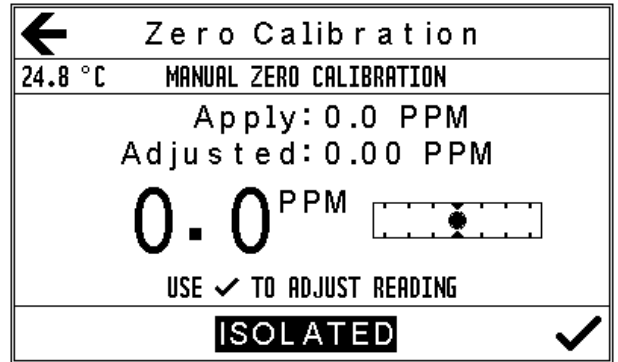 Zero Calibration
24.8 °C MANUAL ZERO CALIBRATION
Apply: 0.0 PPM
Adjusted: 0.00 PPM
0.0 PPM
USE ✓ TO ADJUST READING
ISOLATED